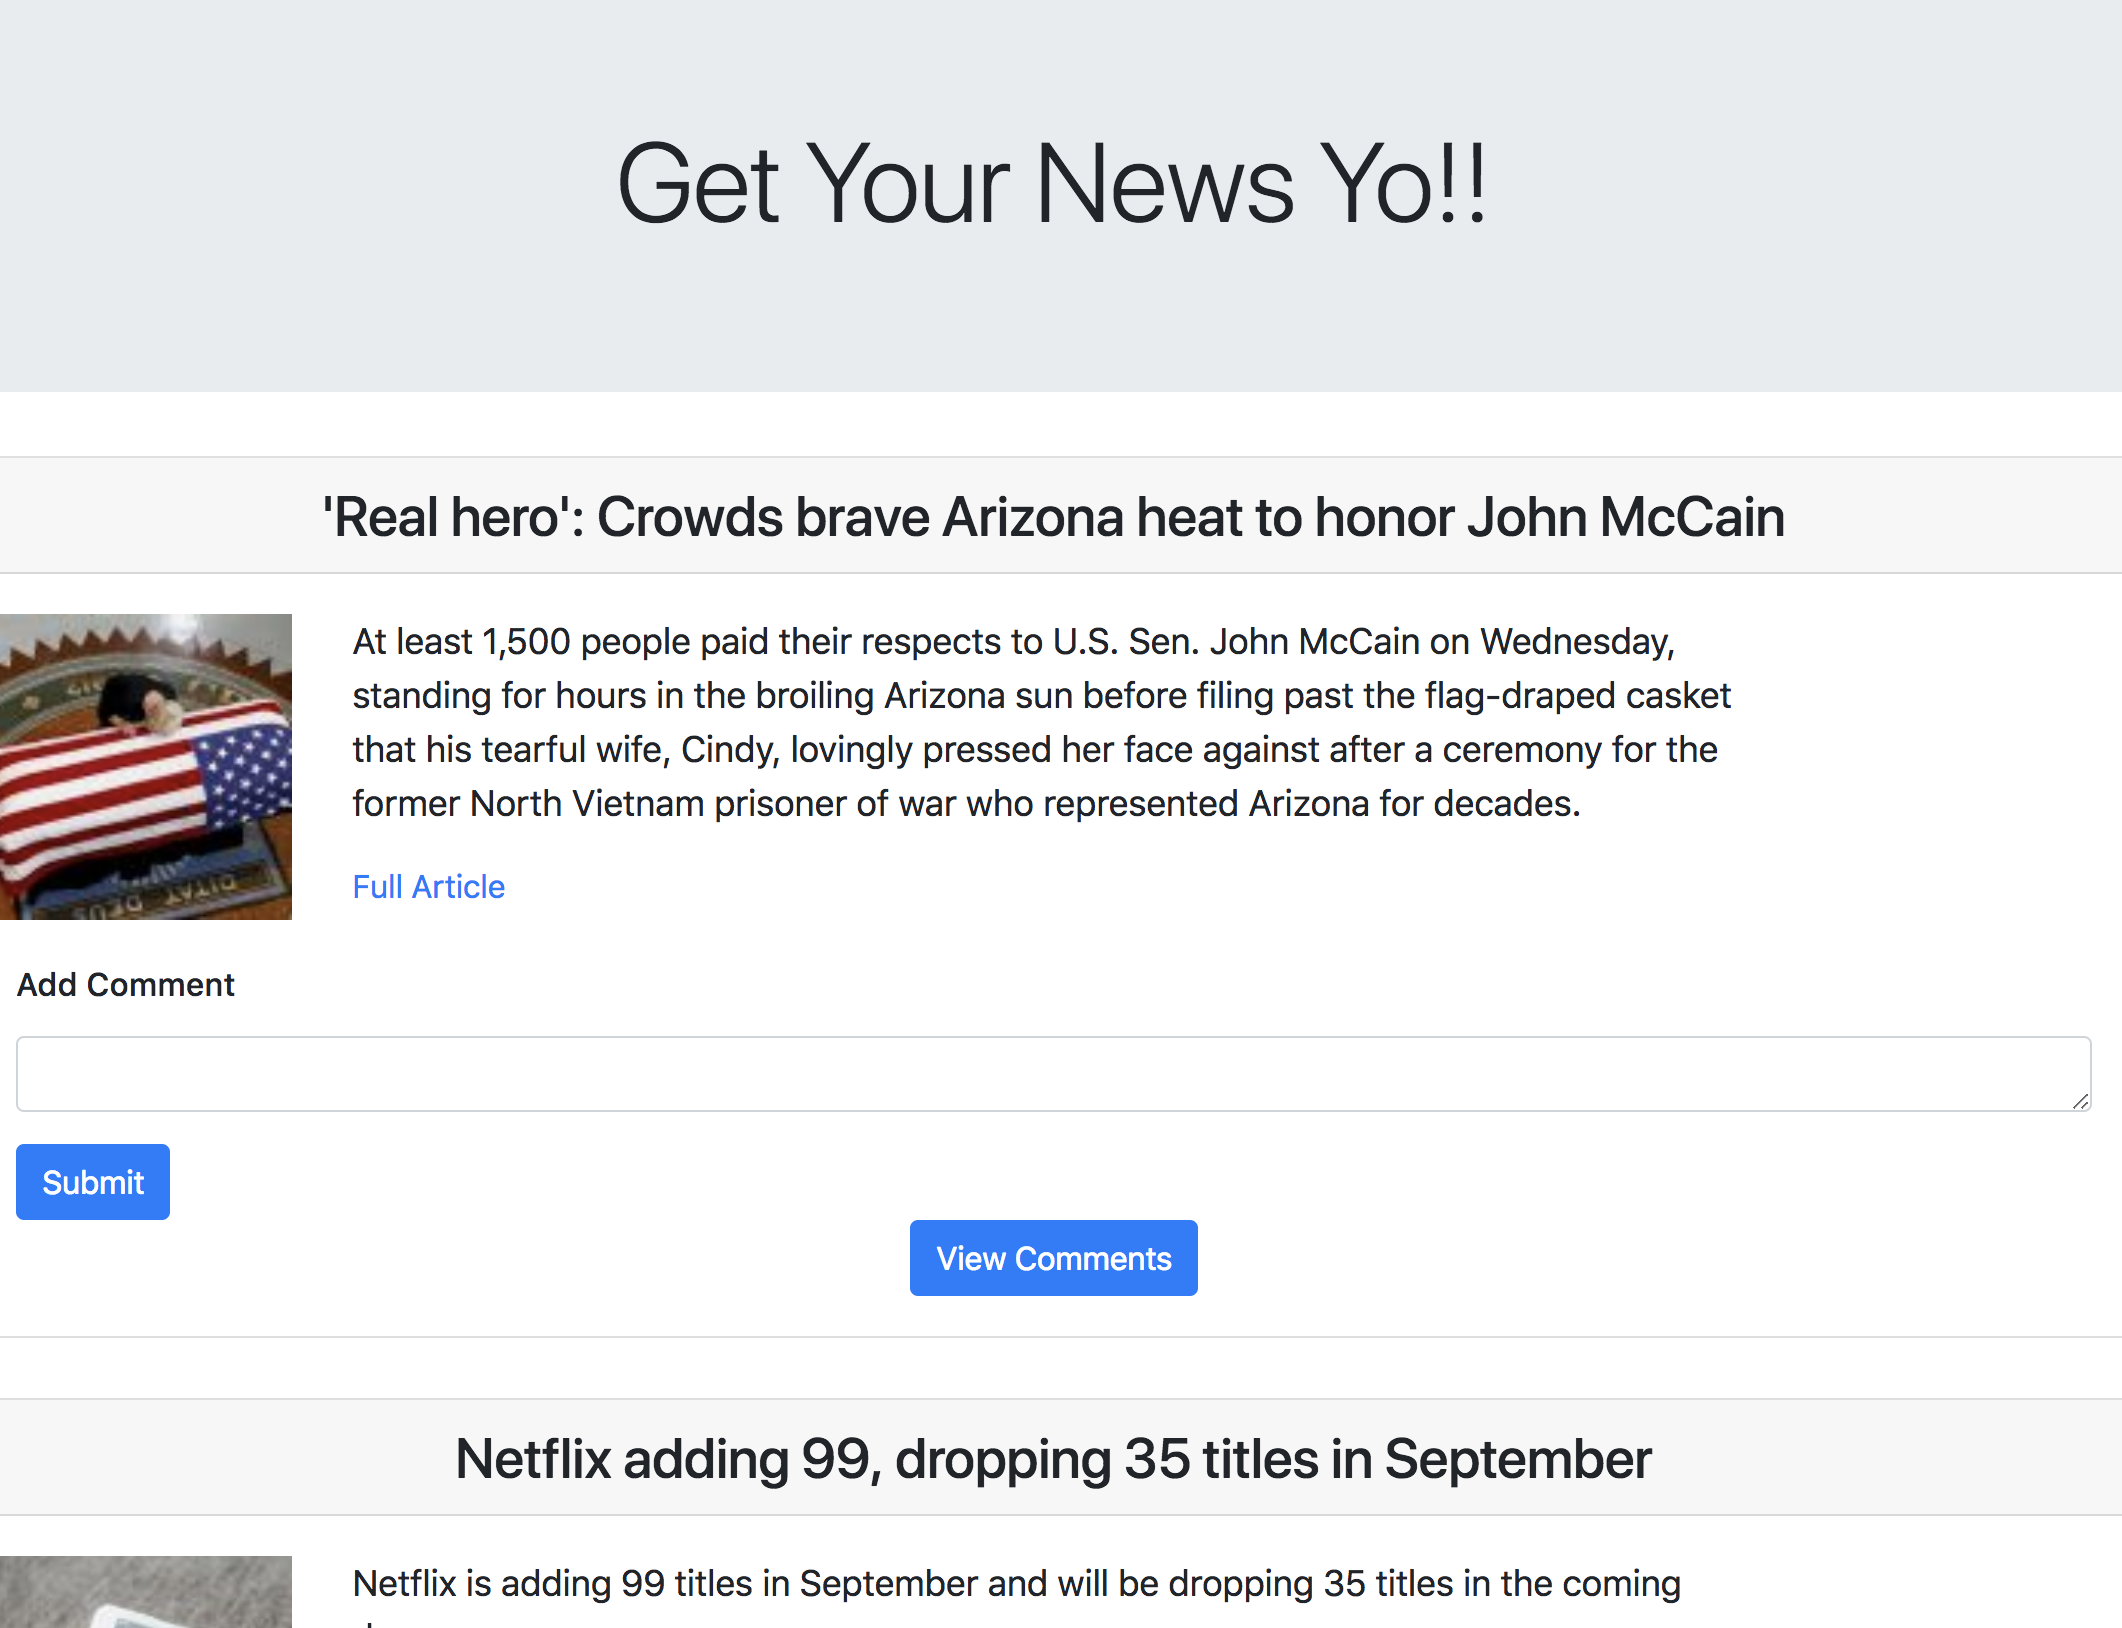 Get Your News Yo!!
'Real hero': Crowds brave Arizona heat to honor John McCain
At least 1,500 people paid their respects to U.S. Sen. John McCain on Wednesday,
standing for hours in the broiling Arizona sun before filing past the flag-draped casket
that his tearful wife, Cindy, lovingly pressed her face against after a ceremony for the
former North Vietnam prisoner of war who represented Arizona for decades.
Full Article
DITAT DEUS
Add Comment
Submit
View Comments
Netflix adding 99, dropping 35 titles in September
Netflix is adding 99 titles in September and will be dropping 35 titles in the coming